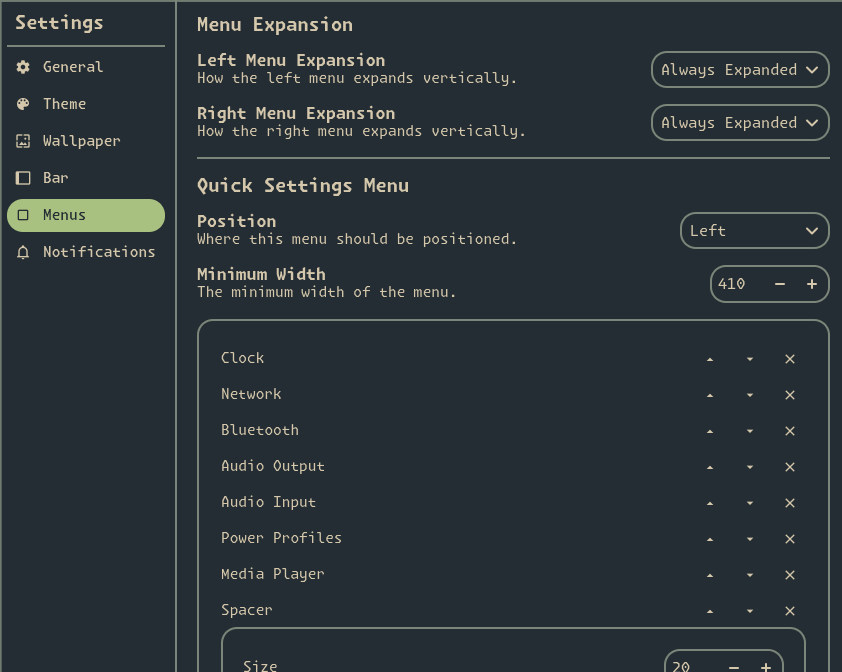 Settings
General
Theme
Wallpaper
Bar
Menus
Notifications
Menu Expansion
Left Menu Expansion
How the left menu expands vertically.
Always Expanded
Right Menu Expansion
How the right menu expands vertically.
Always Expanded
Quick Settings Menu
Position
Where this menu should be positioned.
Left
Minimum Width
The minimum width of the menu.
410
Clock
Network
Bluetooth
Audio Output
Audio Input
Power Profiles
Media Player
Spacer
Size
20